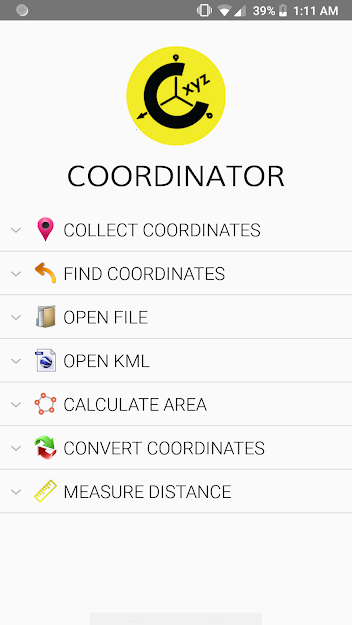 39% 1:11 AM
xyz
COORDINATOR
COLLECT COORDINATES
FIND COORDINATES
OPEN FILE
OPEN KML
CALCULATE AREA
CONVERT COORDINATES
MEASURE DISTANCE